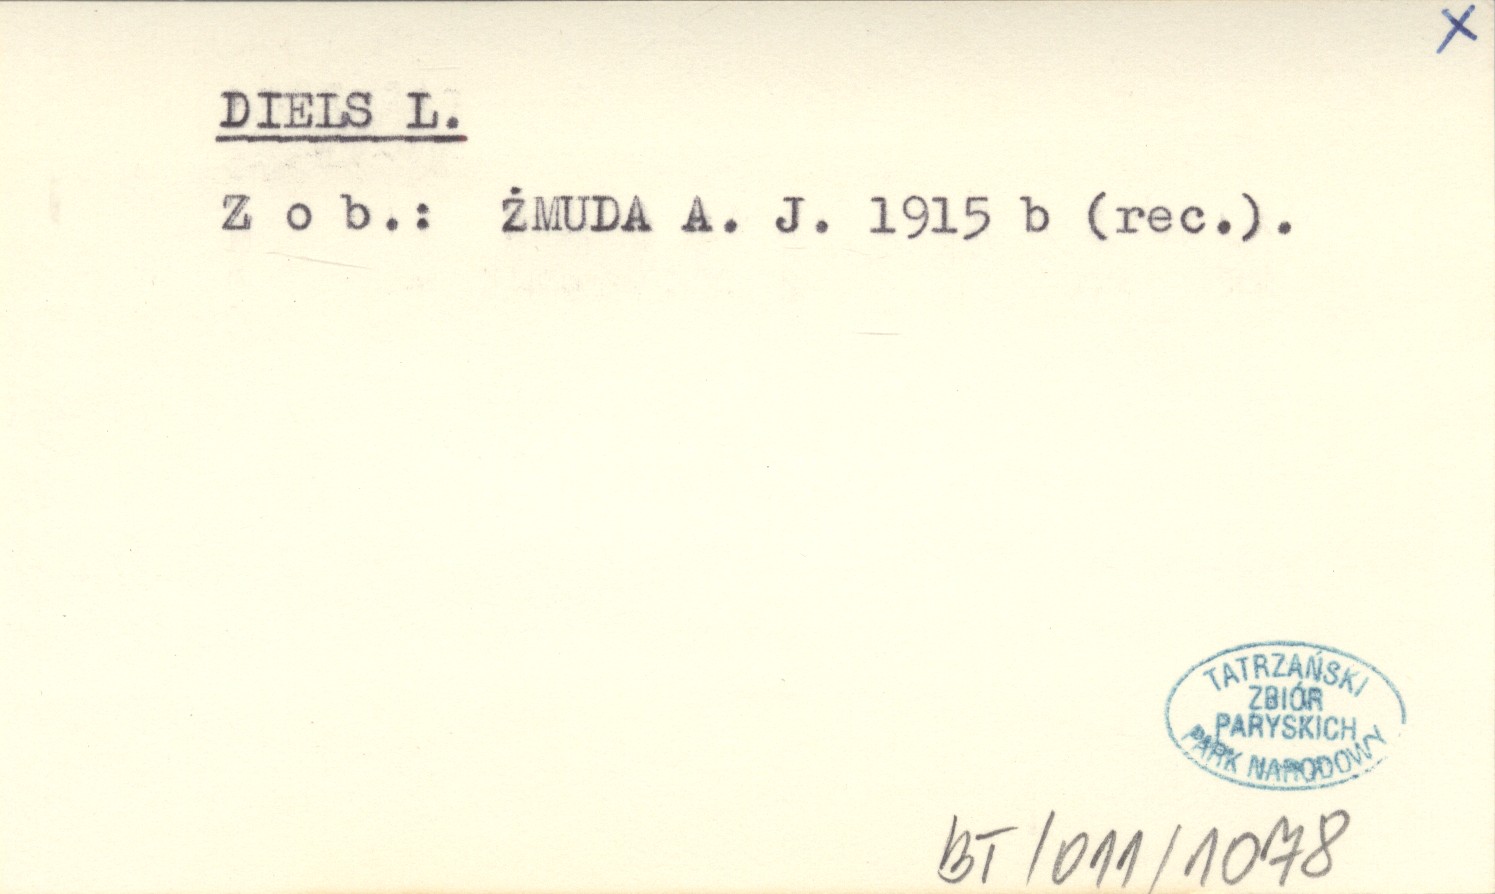 X
DIELS L.
Z o b.: ŻMUDA A. J. 1915 b (rec.).
TATRZAŃSKI
ZBIÓR
PARYSKICH
PARK NARODOWY
BT/011/1078